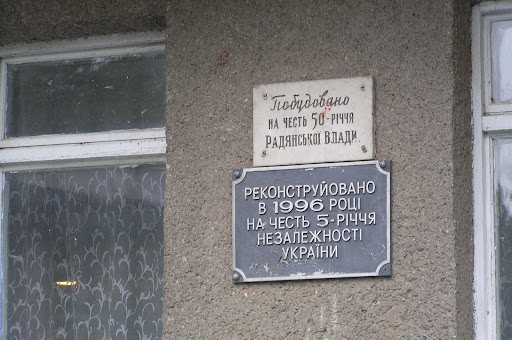 Побудовано
на честь 50-річчя
Радянської Влади.
РЕКОНСТРУЙОВАНО
В 1996 РОЦІ
НА ЧЕСТЬ 5-РІЧЧЯ
НЕЗАЛЕЖНОСТІ
УКРАЇНИ